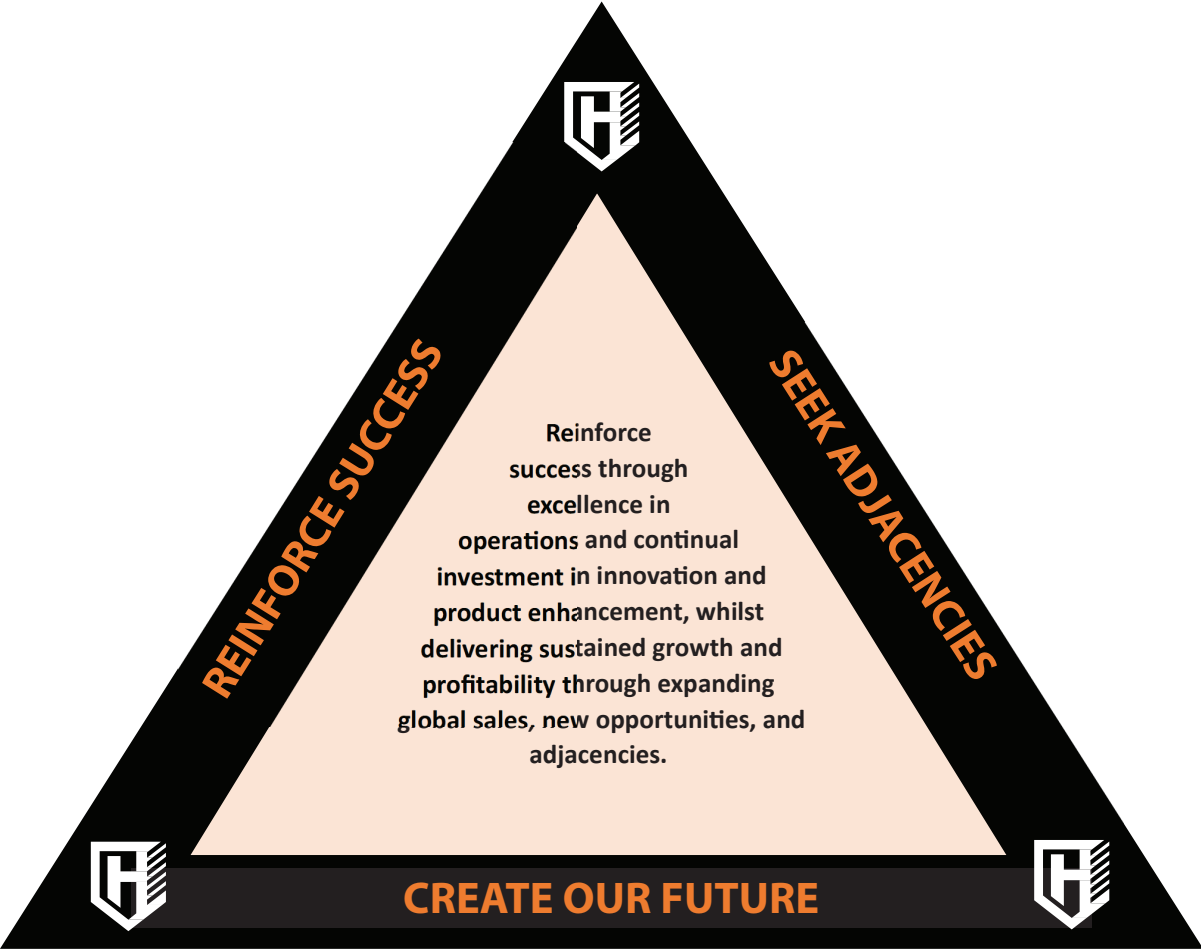 REINFORCE SUCCESS
SEEK ADJACENCIES
Reinforce
success through
excellence in
operations and continual
investment in innovation and
product enhancement, whilst
delivering sustained growth and
profitability through expanding
global sales, new opportunities, and
adjacencies.
CREATE OUR FUTURE